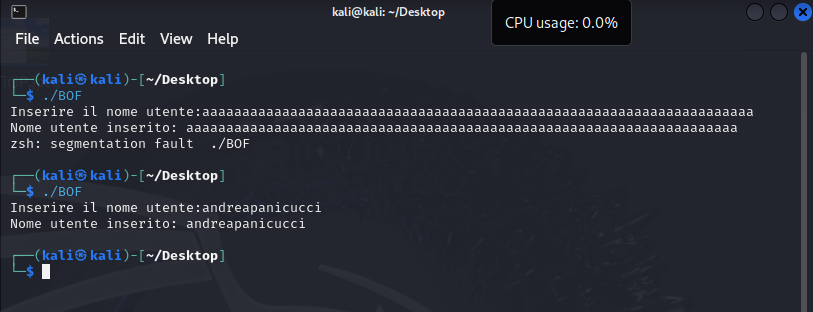 kali@kali: ~/Desktop
CPU usage: 0.0%
File Actions Edit View Help
┌──(kali㉿kali)-[~/Desktop]
└─$ ./BOF
Inserire il nome utente:aaaaaaaaaaaaaaaaaaaaaaaaaaaaaaaaaaaaaaaaaaaaaaaaaaaaaaaaaaaaaaaaaaaaa
Nome utente inserito: aaaaaaaaaaaaaaaaaaaaaaaaaaaaaaaaaaaaaaaaaaaaaaaaaaaaaaaaaaaaaaaaaaaaa
zsh: segmentation fault  ./BOF
┌──(kali㉿kali)-[~/Desktop]
└─$ ./BOF
Inserire il nome utente:andreapanicucci
Nome utente inserito: andreapanicucci
┌──(kali㉿kali)-[~/Desktop]
└─$